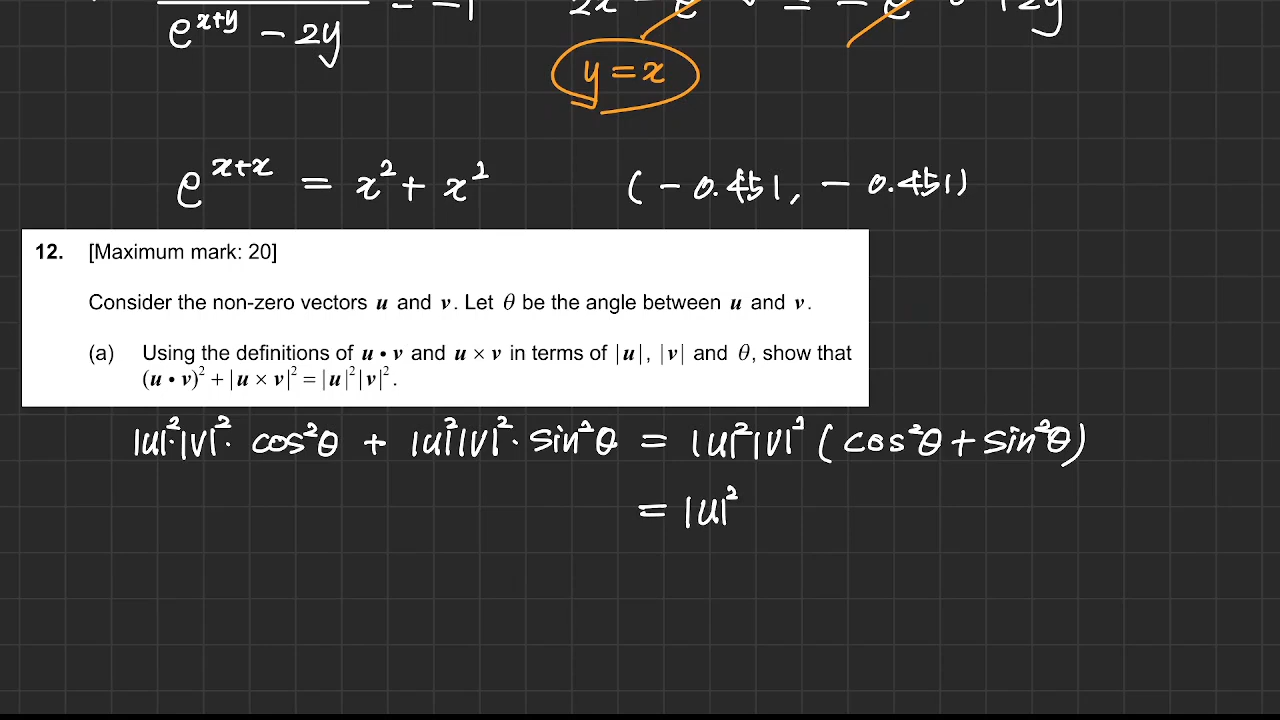 e^{x+y} − 2y = −1 2x − e = − e + 2y
y = x
e^{x+x} = x² + x² (−0.451, −0.451)
12. [Maximum mark: 20]
Consider the non-zero vectors u and v. Let θ be the angle between u and v.
(a) Using the definitions of u • v and u × v in terms of |u|, |v| and θ, show that
(u • v)² + |u × v|² = |u|²|v|².
|u|²·|v|²· cos²θ + |u|²|v|²· sin²θ = |u|²|v|² (cos²θ + sin²θ)
= |u|²